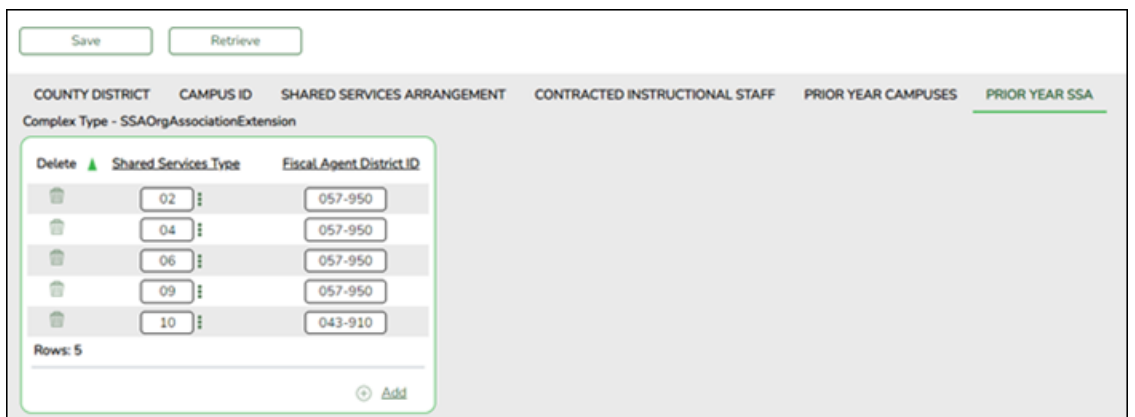 Save Retrieve
COUNTY DISTRICT CAMPUS ID SHARED SERVICES ARRANGEMENT CONTRACTED INSTRUCTIONAL STAFF PRIOR YEAR CAMPUSES PRIOR YEAR SSA
Complex Type - SSAOrgAssociationExtension
Delete Shared Services Type Fiscal Agent District ID
02 057-950
04 057-950
06 057-950
09 057-950
10 043-910
Rows: 5
Add